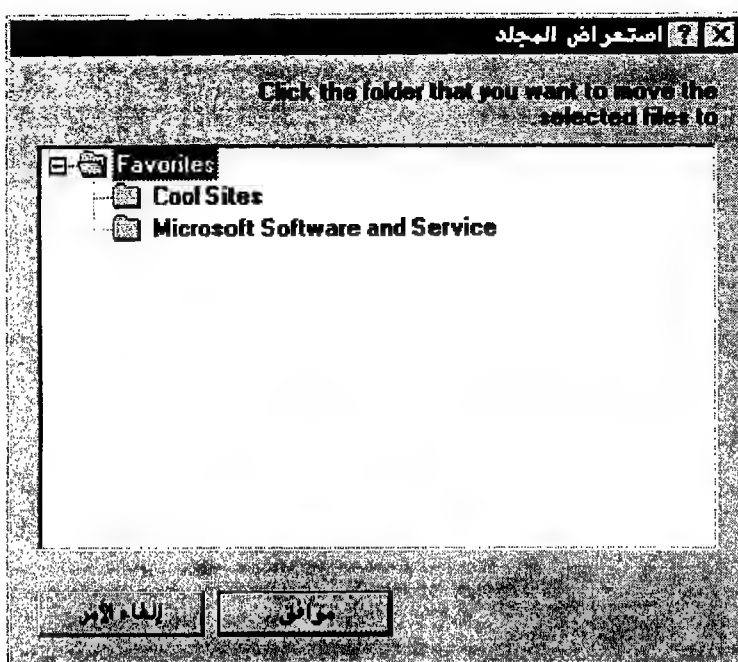 استعراض المجلد
Click the folder that you want to move the
selected files to
Favorites
Cool Sites
Microsoft Software and Service
موافق
إلغاء الأمر